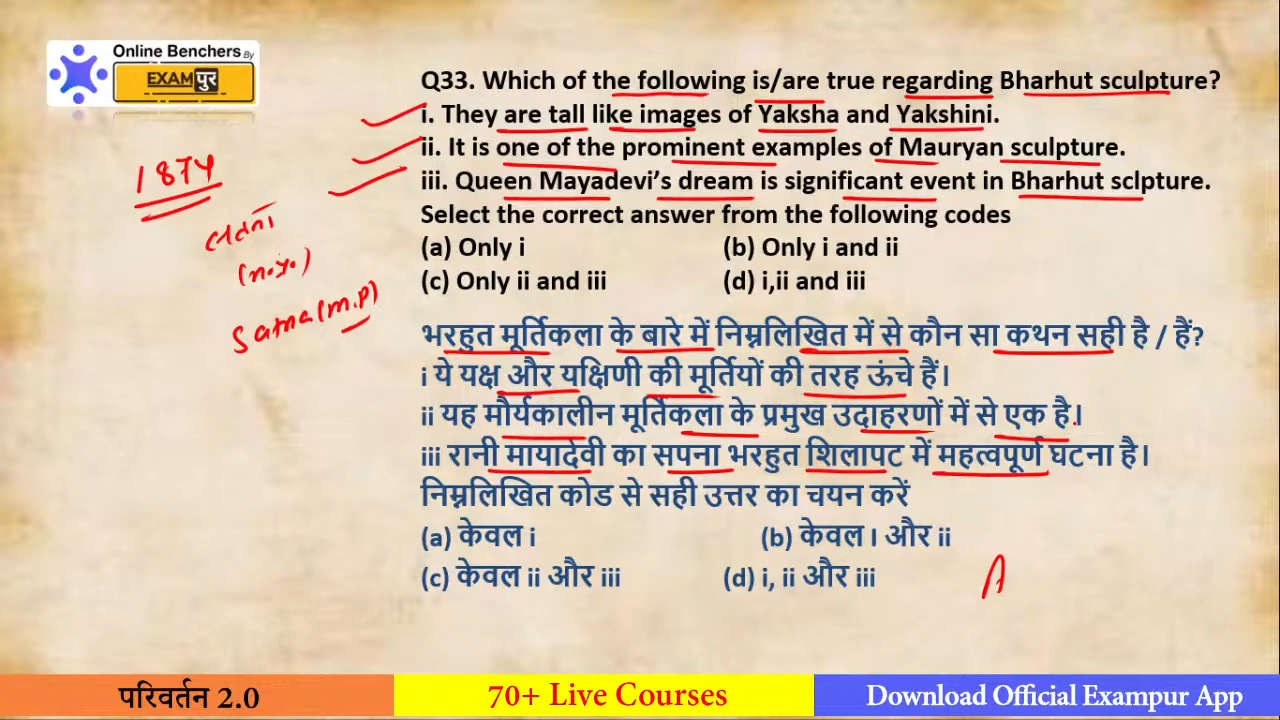 Online Benchers By
EXAMपुर
Q33. Which of the following is/are true regarding Bharhut sculpture?
i. They are tall like images of Yaksha and Yakshini.
ii. It is one of the prominent examples of Mauryan sculpture.
iii. Queen Mayadevi's dream is significant event in Bharhut sclpture.
Select the correct answer from the following codes
(a) Only i (b) Only i and ii
(c) Only ii and iii (d) i,ii and iii
1874
सतना
(म.प्र.)
Satna (M.P)
भरहुत मूर्तिकला के बारे में निम्नलिखित में से कौन सा कथन सही है / हैं?
i ये यक्ष और यक्षिणी की मूर्तियों की तरह ऊंचे हैं।
ii यह मौर्यकालीन मूर्तिकला के प्रमुख उदाहरणों में से एक है।
iii रानी मायादेवी का सपना भरहुत शिलापट में महत्वपूर्ण घटना है।
निम्नलिखित कोड से सही उत्तर का चयन करें
(a) केवल i (b) केवल I और ii
(c) केवल ii और iii (d) i, ii और iii
परिवर्तन 2.0
70+ Live Courses
Download Official Exampur App